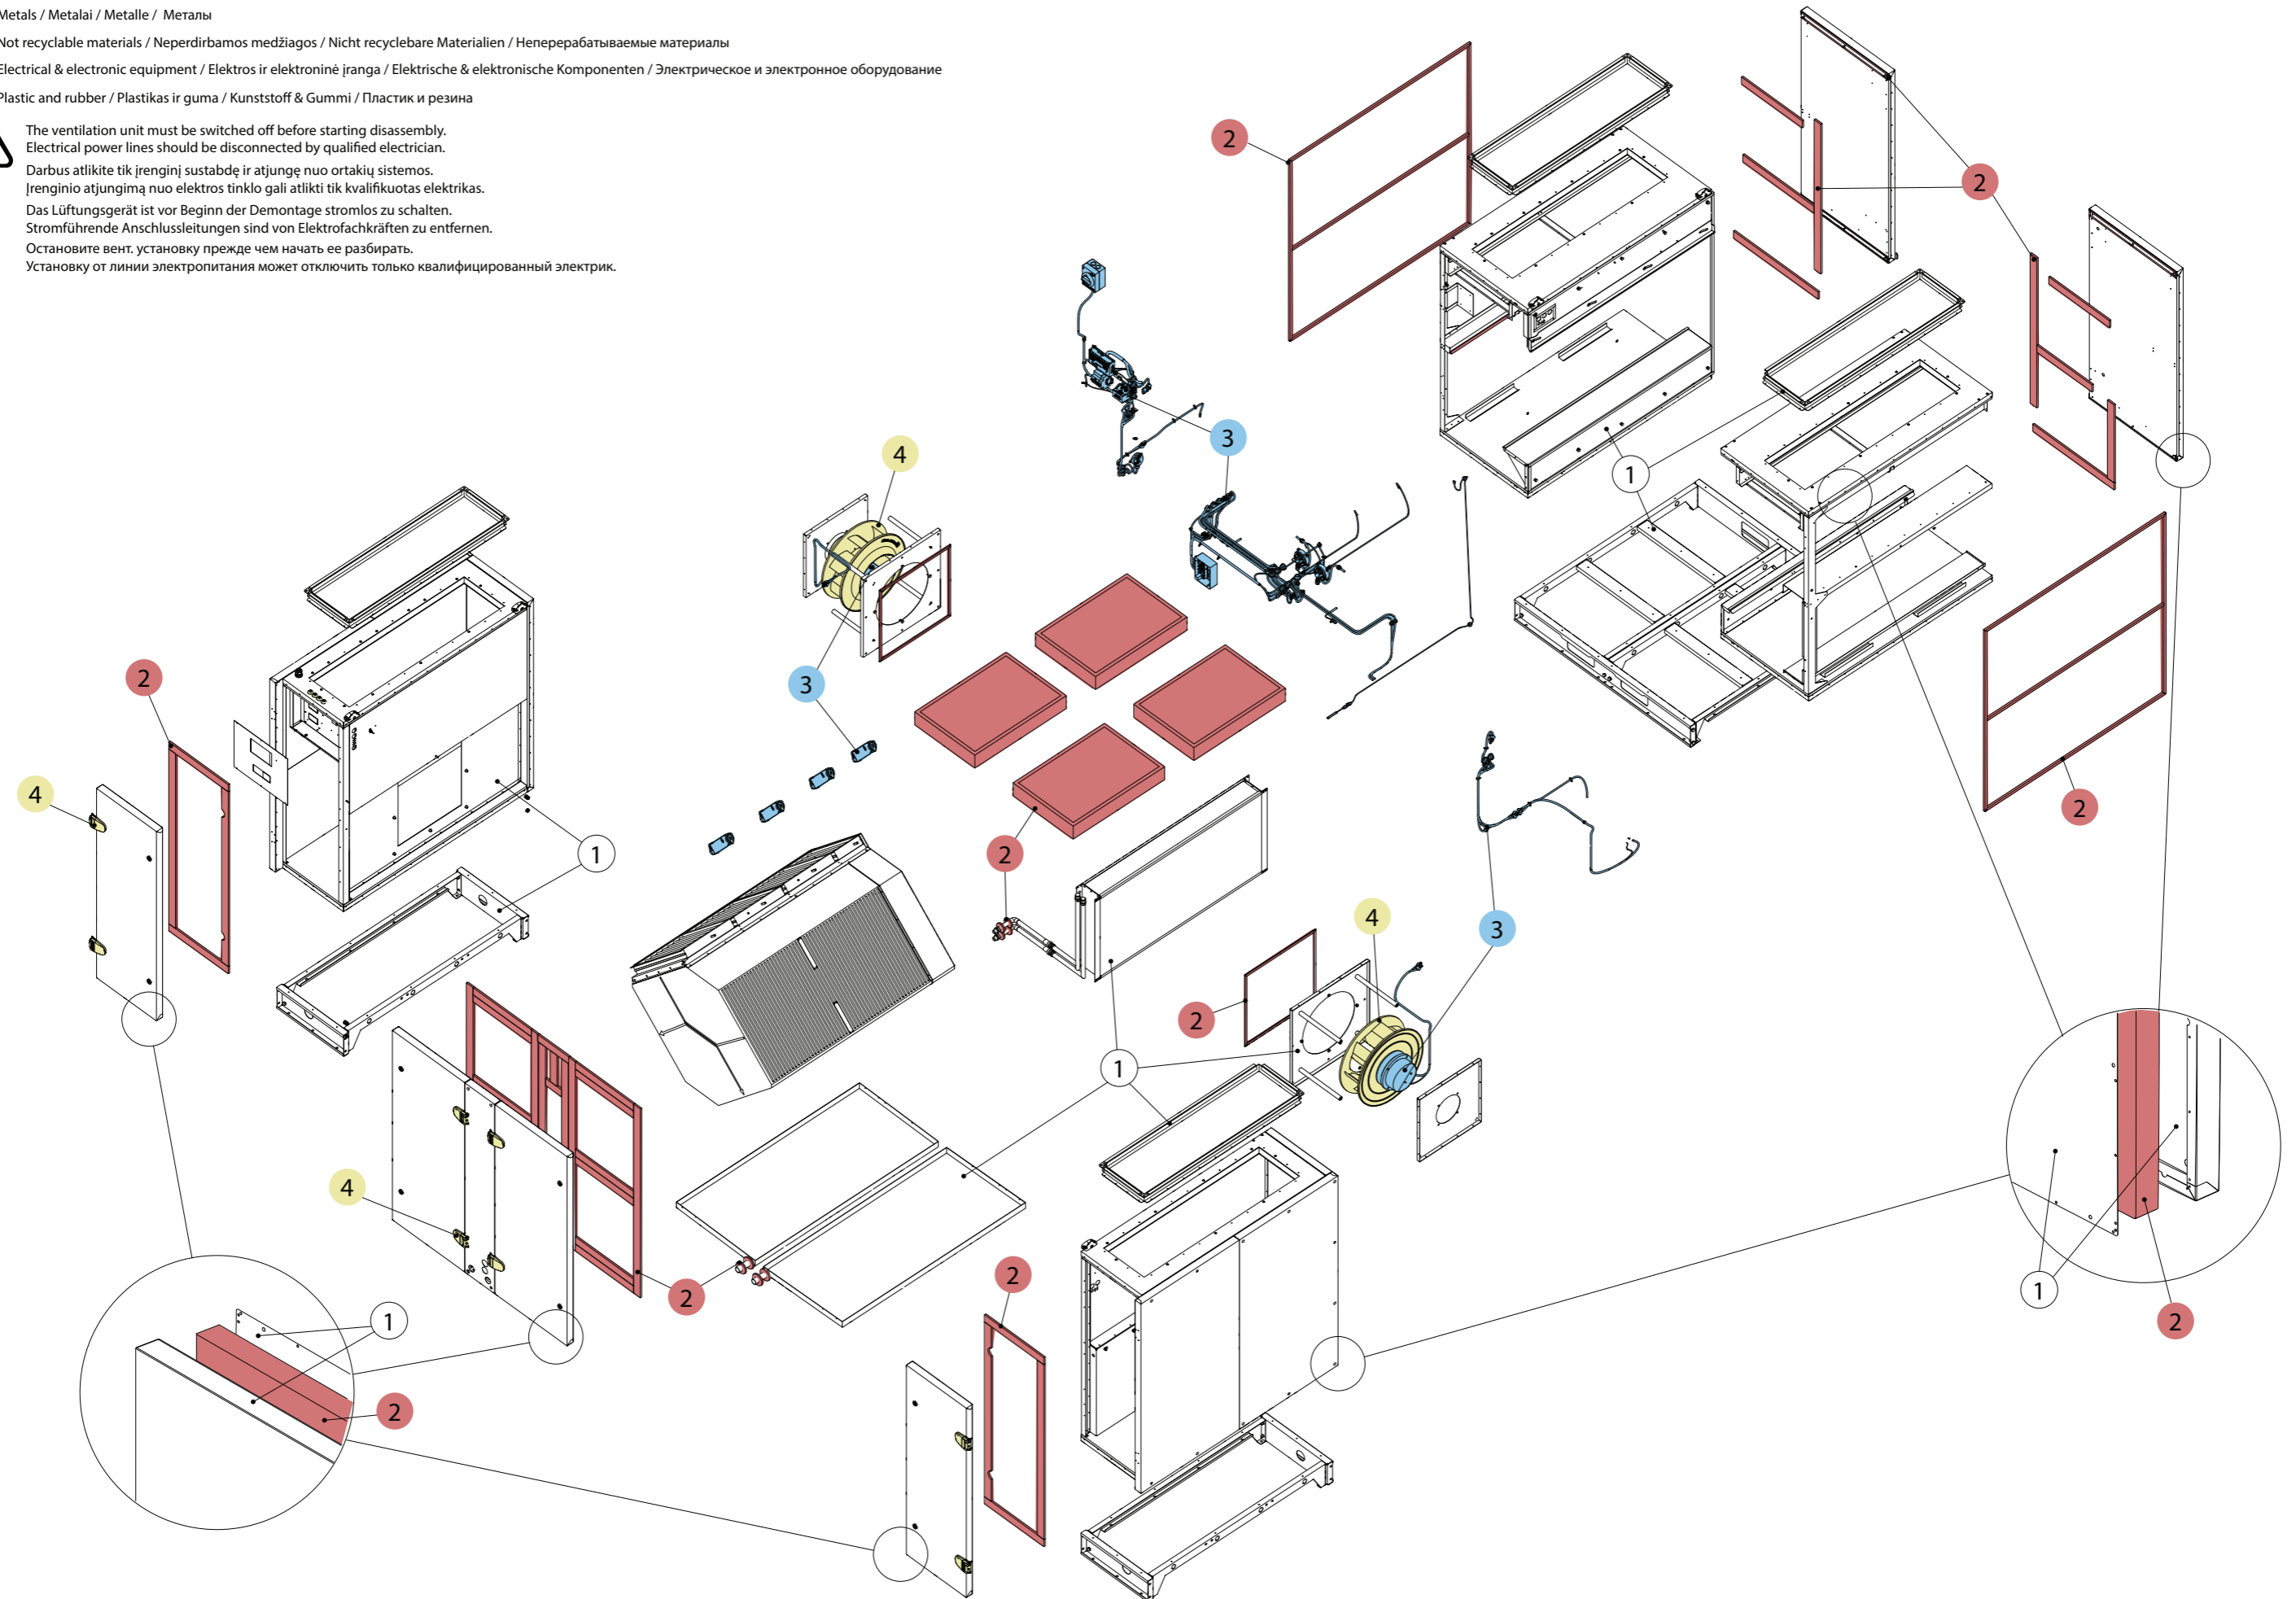 Metals / Metalai / Metalle / Металы
Not recyclable materials / Neperdirbamos medžiagos / Nicht recyclebare Materialien / Неперерабатываемые материалы
Electrical & electronic equipment / Elektros ir elektroninė įranga / Elektrische & elektronische Komponenten / Электрическое и электронное оборудование
Plastic and rubber / Plastikas ir guma / Kunststoff & Gummi / Пластик и резина
The ventilation unit must be switched off before starting disassembly.
Electrical power lines should be disconnected by qualified electrician.
Darbus atlikite tik įrenginį sustabdę ir atjungę nuo ortakių sistemos.
Įrenginio atjungimą nuo elektros tinklo gali atlikti tik kvalifikuotas elektrikas.
Das Lüftungsgerät ist vor Beginn der Demontage stromlos zu schalten.
Stromführende Anschlussleitungen sind von Elektrofachkräften zu entfernen.
Остановите вент. установку прежде чем начать ее разбирать.
Установку от линии электропитания может отключить только квалифицированный электрик.
2
2
3
4
1
2
3
4
2
1
2
4
3
2
1
4
2
2
1
1
2
2